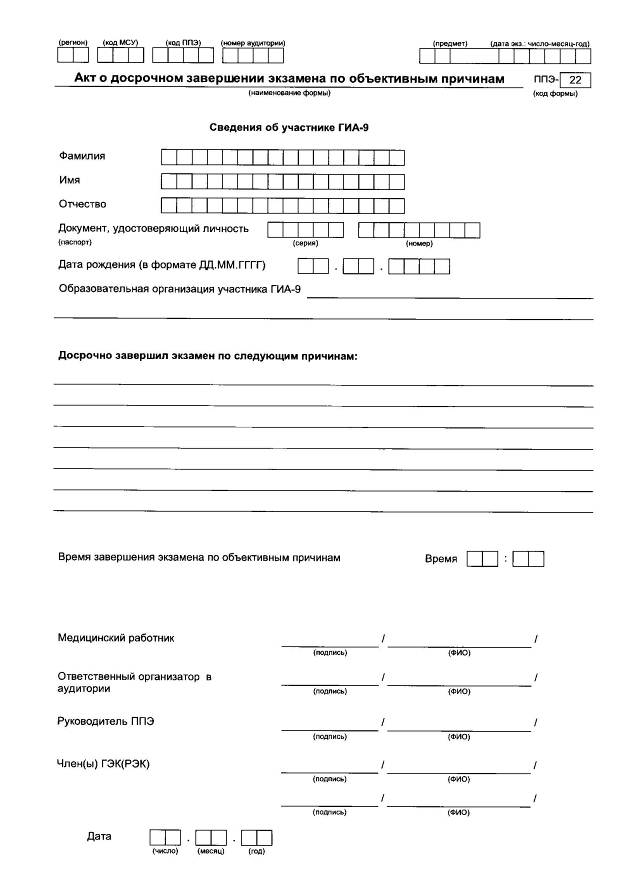 (регион) (код МСУ) (код ППЭ) (номер аудитории) (предмет) (дата экз.: число-месяц-год)
Акт о досрочном завершении экзамена по объективным причинам ППЭ- 22
(наименование формы) (код формы)
Сведения об участнике ГИА-9
Фамилия
Имя
Отчество
Документ, удостоверяющий личность
(паспорт) (серия) (номер)
Дата рождения (в формате ДД.ММ.ГГГГ) . .
Образовательная организация участника ГИА-9
Досрочно завершил экзамен по следующим причинам:
Время завершения экзамена по объективным причинам Время :
Медицинский работник / /
(подпись) (ФИО)
Ответственный организатор в / /
аудитории (подпись) (ФИО)
Руководитель ППЭ / /
(подпись) (ФИО)
Член(ы) ГЭК(РЭК) / /
(подпись) (ФИО)
/ /
(подпись) (ФИО)
Дата . .
(число) (месяц) (год)